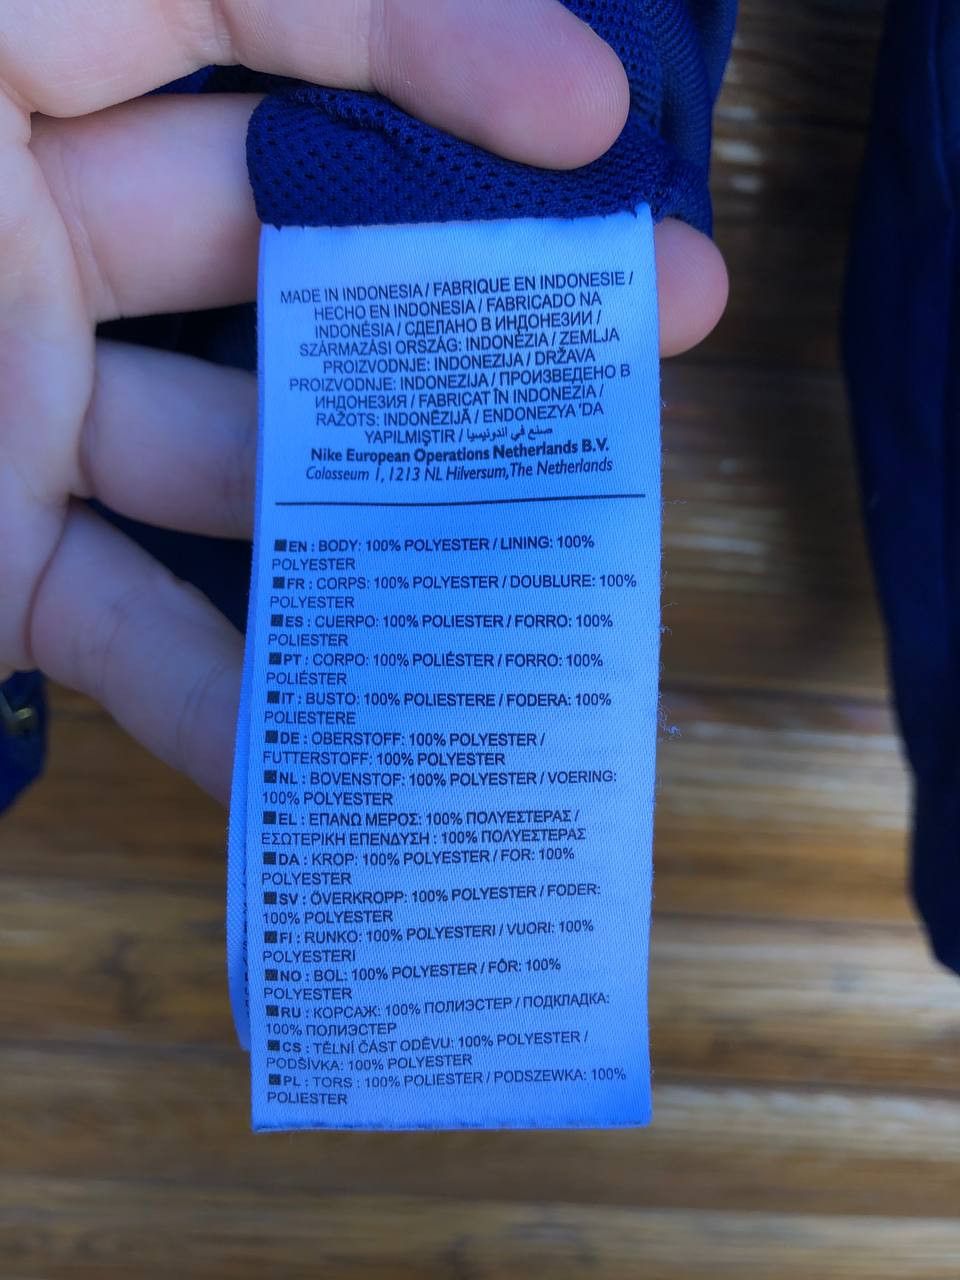 MADE IN INDONESIA / FABRIQUE EN INDONESIE /
HECHO EN INDONESIA / FABRICADO NA
INDONÉSIA / СДЕЛАНО В ИНДОНЕЗИИ /
SZÁRMAZÁSI ORSZÁG: INDONÉZIA / ZEMLJA
PROIZVODNJE: INDONEZIJA / DRŽAVA
PROIZVODNJE: INDONEZIJA / ПРОИЗВЕДЕНО В
ИНДОНЕЗИЯ / FABRICAT ÎN INDONEZIA /
RAŽOTS: INDONĒZIJĀ / ENDONEZYA 'DA
YAPILMIŞTIR / صنع في اندونيسيا
Nike European Operations Netherlands B.V.
Colosseum 1, 1213 NL Hilversum, The Netherlands
EN : BODY: 100% POLYESTER / LINING: 100%
POLYESTER
FR : CORPS: 100% POLYESTER / DOUBLURE: 100%
POLYESTER
ES : CUERPO: 100% POLIESTER / FORRO: 100%
POLIESTER
PT : CORPO: 100% POLIÉSTER / FORRO: 100%
POLIÉSTER
IT : BUSTO: 100% POLIESTERE / FODERA: 100%
POLIESTERE
DE : OBERSTOFF: 100% POLYESTER /
FUTTERSTOFF: 100% POLYESTER
NL : BOVENSTOF: 100% POLYESTER / VOERING:
100% POLYESTER
EL : ΕΠΑΝΩ ΜΕΡΟΣ: 100% ΠΟΛΥΕΣΤΕΡΑΣ /
ΕΣΩΤΕΡΙΚΗ ΕΠΕΝΔΥΣΗ : 100% ΠΟΛΥΕΣΤΕΡΑΣ
DA : KROP: 100% POLYESTER / FOR: 100%
POLYESTER
SV : ÖVERKROPP: 100% POLYESTER / FODER:
100% POLYESTER
FI : RUNKO: 100% POLYESTERI / VUORI: 100%
POLYESTERI
NO : BOL: 100% POLYESTER / FÔR: 100%
POLYESTER
RU : КОРСАЖ: 100% ПОЛИЭСТЕР / ПОДКЛАДКА:
100% ПОЛИЭСТЕР
CS : TĚLNÍ ČÁST ODĚVU: 100% POLYESTER /
PODŠÍVKA: 100% POLYESTER
PL : TORS : 100% POLIESTER / PODSZEWKA: 100%
POLIESTER